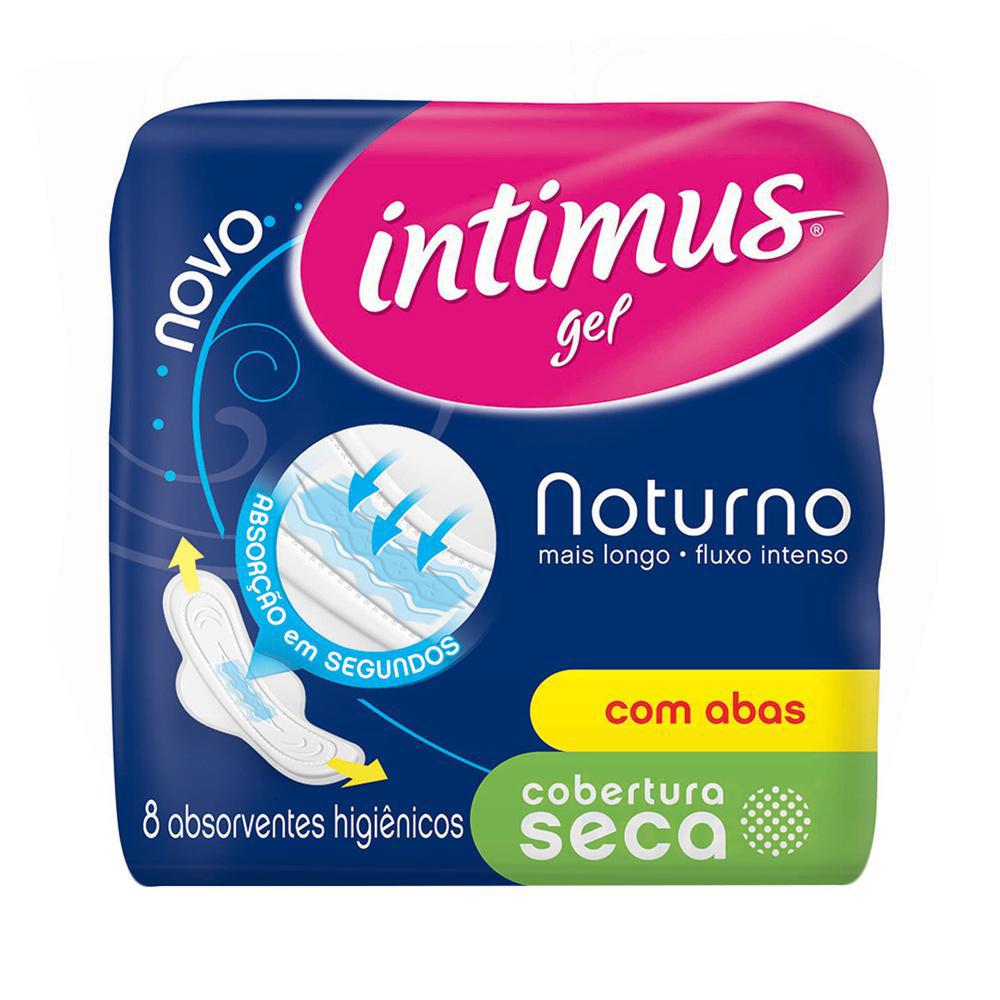 novo
intimus®
gel
Noturno
mais longo • fluxo intenso
ABSORÇÃO em SEGUNDOS
com abas
cobertura
seca
8 absorventes higiênicos